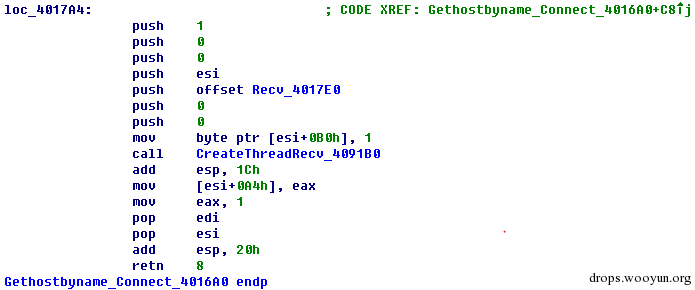 loc_4017A4: ; CODE XREF: Gethostbyname_Connect_4016A0+C8↑j
push 1
push 0
push 0
push esi
push offset Recv_4017E0
push 0
push 0
mov byte ptr [esi+0B0h], 1
call CreateThreadRecv_4091B0
add esp, 1Ch
mov [esi+0A4h], eax
mov eax, 1
pop edi
pop esi
add esp, 20h
retn 8
Gethostbyname_Connect_4016A0 endp
drops.wooyun.org